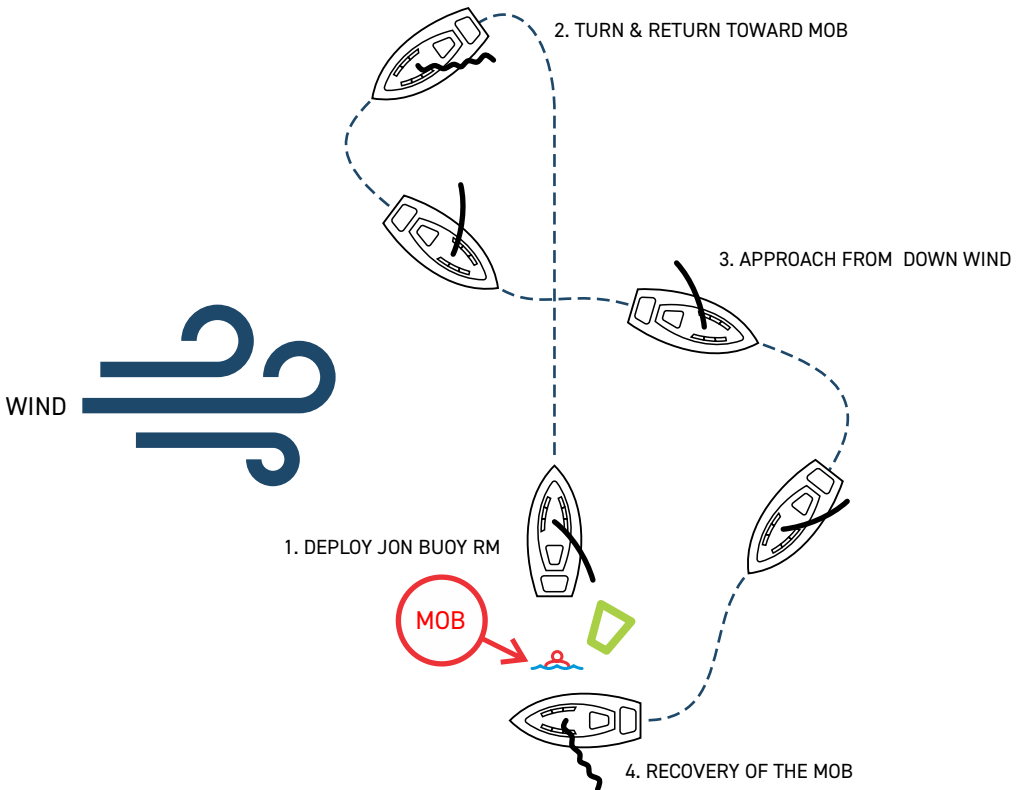 2. TURN & RETURN TOWARD MOB
3. APPROACH FROM DOWN WIND
WIND
1. DEPLOY JON BUOY RM
MOB
4. RECOVERY OF THE MOB